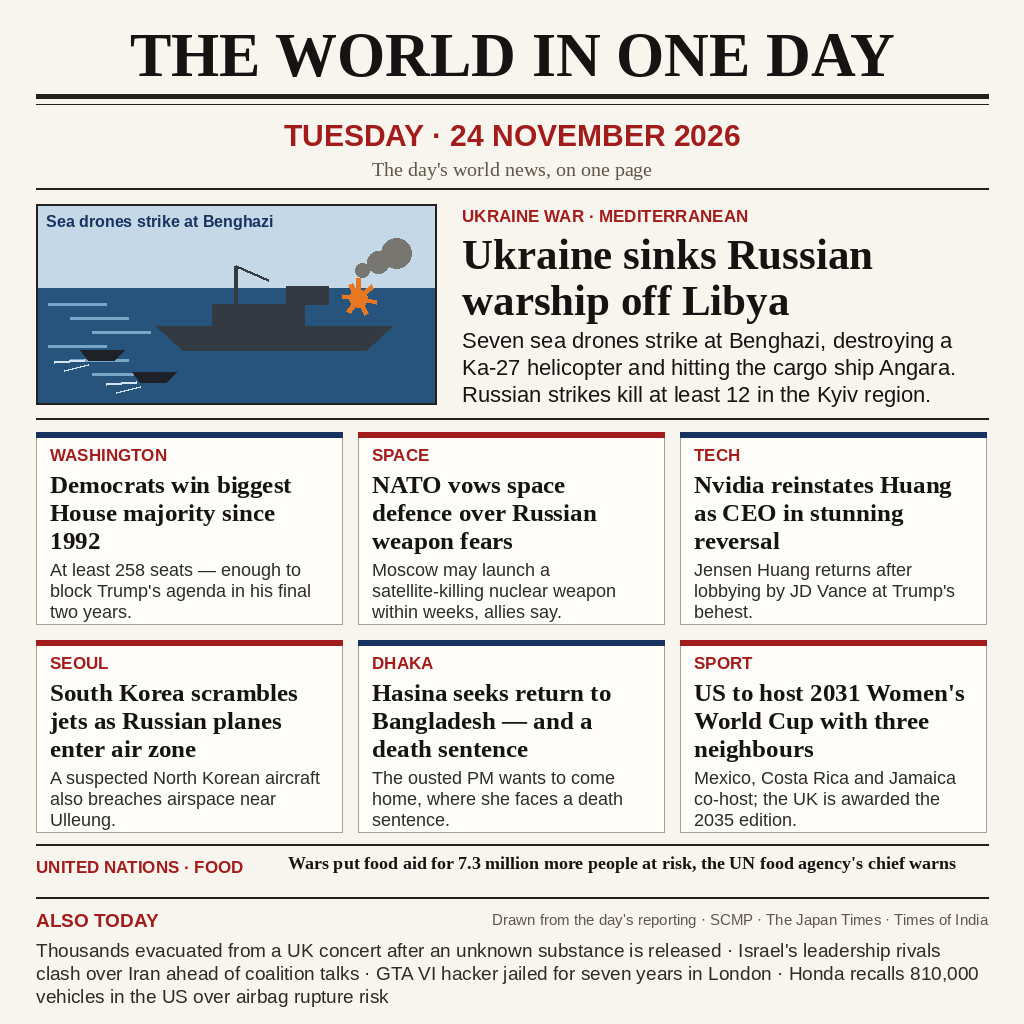 THE WORLD IN ONE DAY
TUESDAY · 24 NOVEMBER 2026
The day's world news, on one page
Sea drones strike at Benghazi
UKRAINE WAR · MEDITERRANEAN
Ukraine sinks Russian
warship off Libya
Seven sea drones strike at Benghazi, destroying a
Ka-27 helicopter and hitting the cargo ship Angara.
Russian strikes kill at least 12 in the Kyiv region.
WASHINGTON
Democrats win biggest
House majority since
1992
At least 258 seats — enough to
block Trump's agenda in his final
two years.
SPACE
NATO vows space
defence over Russian
weapon fears
Moscow may launch a
satellite-killing nuclear weapon
within weeks, allies say.
TECH
Nvidia reinstates Huang
as CEO in stunning
reversal
Jensen Huang returns after
lobbying by JD Vance at Trump's
behest.
SEOUL
South Korea scrambles
jets as Russian planes
enter air zone
A suspected North Korean aircraft
also breaches airspace near
Ulleung.
DHAKA
Hasina seeks return to
Bangladesh — and a
death sentence
The ousted PM wants to come
home, where she faces a death
sentence.
SPORT
US to host 2031 Women's
World Cup with three
neighbours
Mexico, Costa Rica and Jamaica
co-host; the UK is awarded the
2035 edition.
UNITED NATIONS · FOOD
Wars put food aid for 7.3 million more people at risk, the UN food agency's chief warns
ALSO TODAY
Drawn from the day's reporting · SCMP · The Japan Times · Times of India
Thousands evacuated from a UK concert after an unknown substance is released · Israel's leadership rivals
clash over Iran ahead of coalition talks · GTA VI hacker jailed for seven years in London · Honda recalls 810,000
vehicles in the US over airbag rupture risk